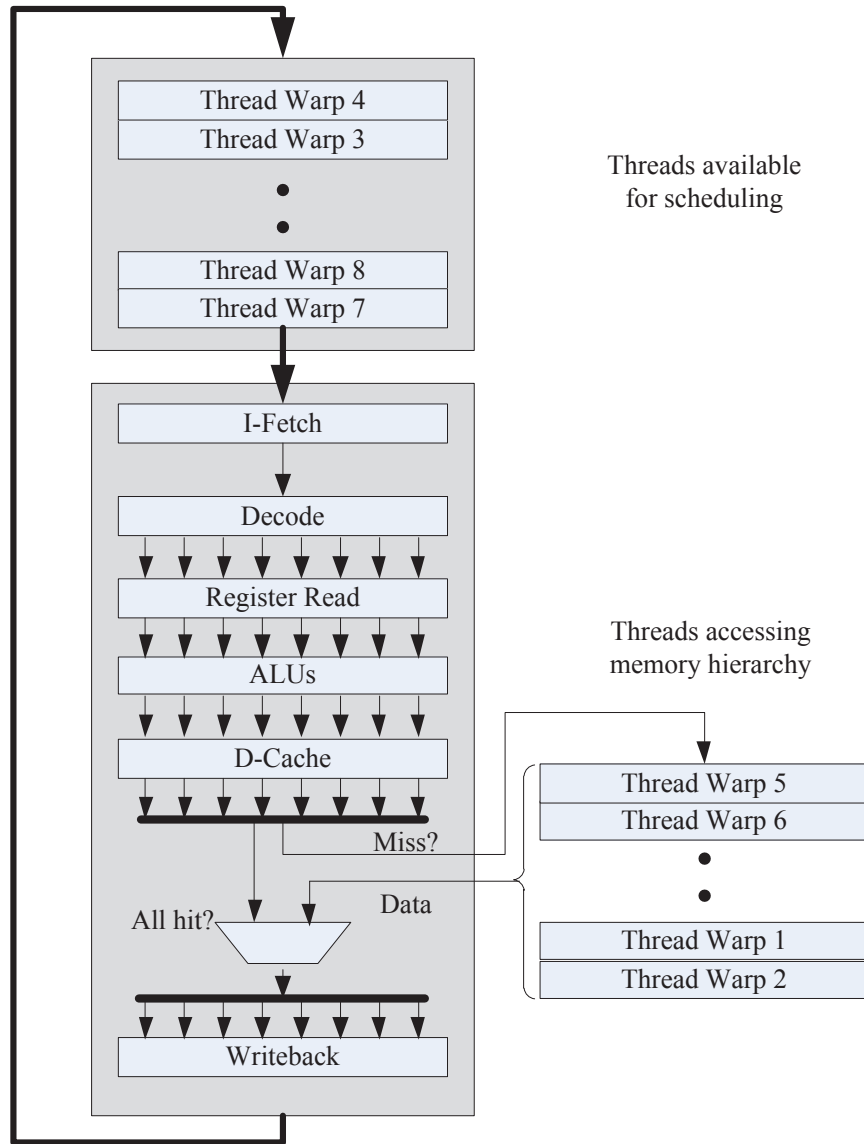 Thread Warp 4
Thread Warp 3
Thread Warp 8
Thread Warp 7
Threads available
for scheduling
I-Fetch
Decode
Register Read
ALUs
D-Cache
Miss?
All hit?
Data
Writeback
Threads accessing
memory hierarchy
Thread Warp 5
Thread Warp 6
Thread Warp 1
Thread Warp 2